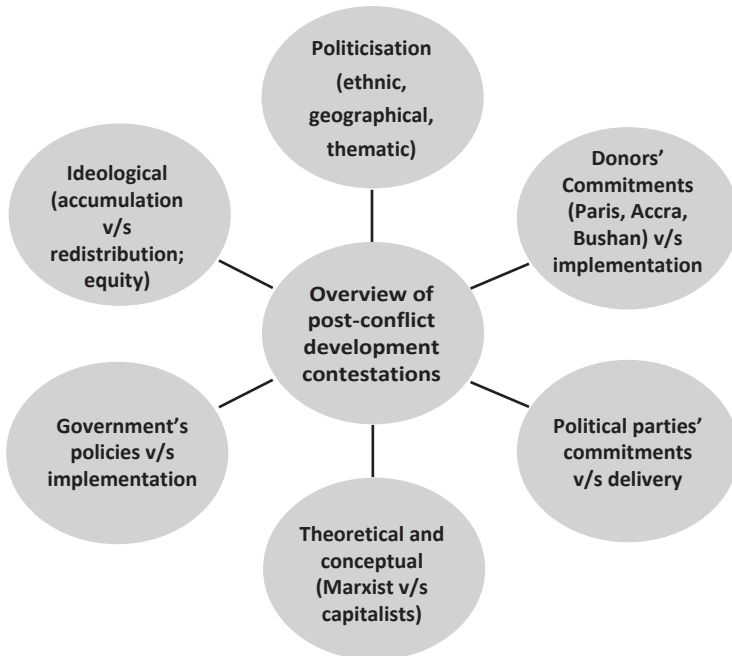 Politicisation
(ethnic,
geographical,
thematic)
Ideological
(accumulation
v/s
redistribution;
equity)
Donors’
Commitments
(Paris, Accra,
Bushan) v/s
implementation
Overview of
post-conflict
development
contestations
Government’s
policies v/s
implementation
Political parties’
commitments
v/s delivery
Theoretical and
conceptual
(Marxist v/s
capitalists)